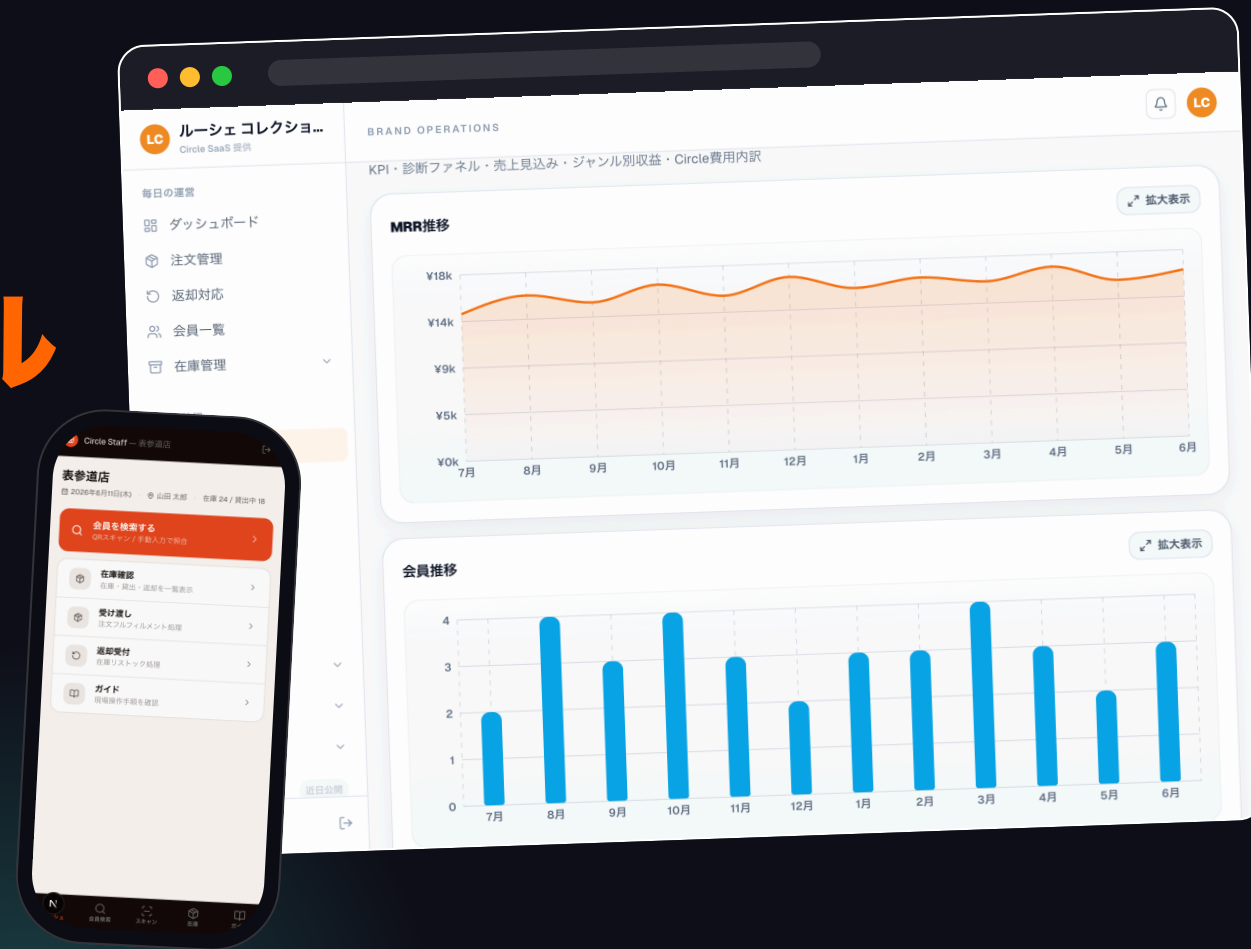 ル
LC
ルーシェ コレクショ...
Circle SaaS 提供
BRAND OPERATIONS
LC
KPI・診断ファネル・売上見込み・ジャンル別収益・Circle費用内訳
毎日の運営
ダッシュボード
注文管理
返却対応
会員一覧
在庫管理
近日公開
MRR推移
拡大表示
¥18k
¥14k
¥9k
¥5k
¥0k
7月 8月 9月 10月 11月 12月 1月 2月 3月 4月 5月 6月
会員推移
拡大表示
4
3
2
1
0
7月 8月 9月 10月 11月 12月 1月 2月 3月 4月 5月 6月
Circle Staff — 表参道店
表参道店
2026年6月11日(木) 山田 太郎 在庫 24 / 貸出中 18
会員を検索する
QRスキャン / 手動入力で照合
在庫確認
在庫・貸出・返却を一覧表示
受け渡し
注文フルフィルメント処理
返却受付
在庫リストック処理
ガイド
現場操作手順を確認
N
会員検索 スキャン 在庫